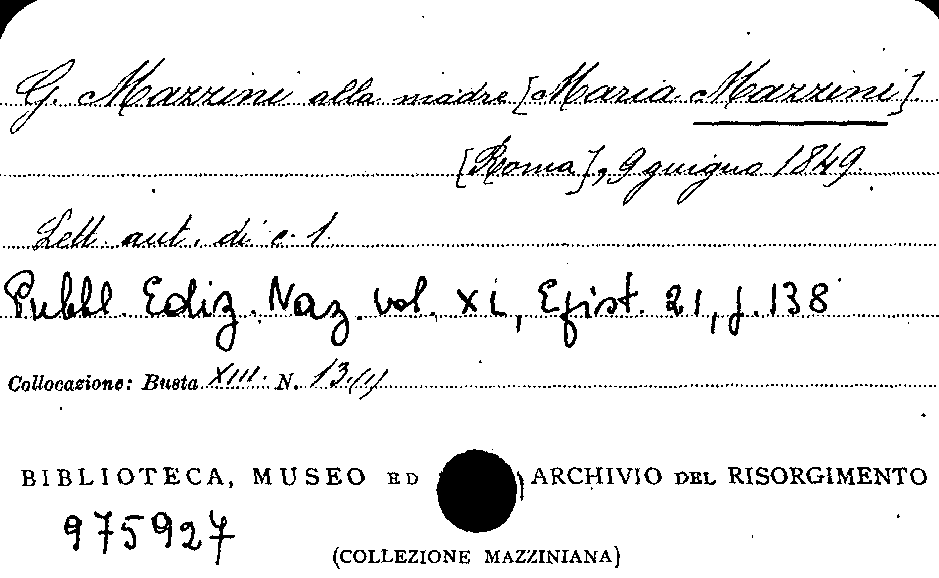 G. Mazzini alla madre [Maria Mazzini].
[Roma], 9 giugno 1849.
Lett. aut. di c. 1.
Pubbl. Ediz. Naz. vol. XL, Epist. 21, p. 138
Collocazione: Busta XIII. N. 13.
BIBLIOTECA, MUSEO ED ARCHIVIO DEL RISORGIMENTO
975927
(COLLEZIONE MAZZINIANA)